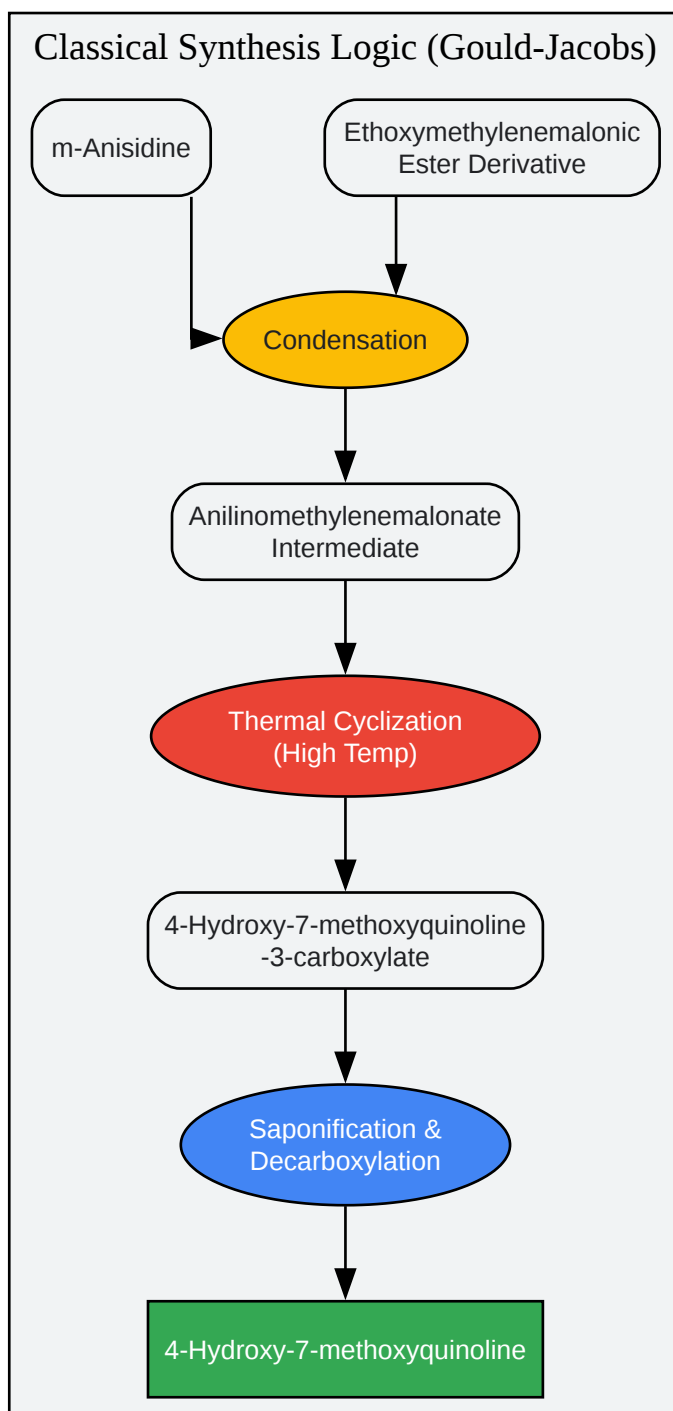 Classical Synthesis Logic (Gould-Jacobs)
m-Anisidine
Ethoxymethylenemalonic
Ester Derivative
Condensation
Anilinomethylenemalonate
Intermediate
Thermal Cyclization
(High Temp)
4-Hydroxy-7-methoxyquinoline
-3-carboxylate
Saponification &
Decarboxylation
4-Hydroxy-7-methoxyquinoline